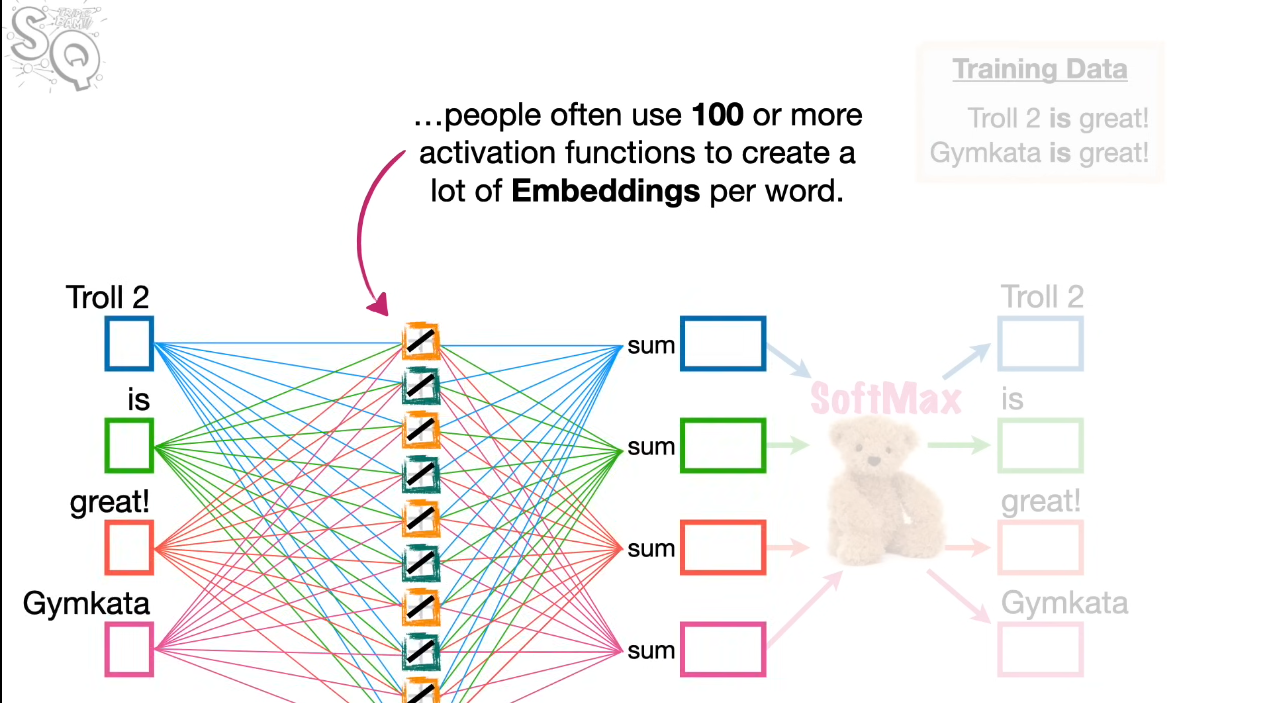 SQ
Training Data
Troll 2 is great!
Gymkata is great!
…people often use 100 or more
activation functions to create a
lot of Embeddings per word.
Troll 2
is
great!
Gymkata
sum
sum
sum
sum
SoftMax
Troll 2
is
great!
Gymkata